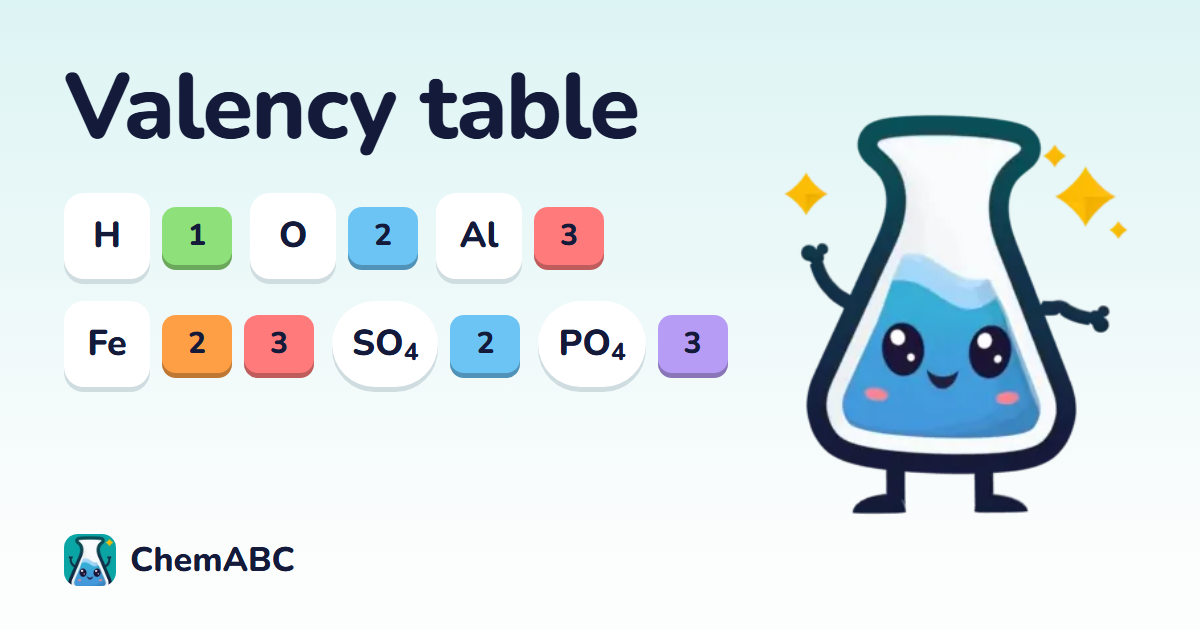 Valency table
H 1 O 2 Al 3
Fe 2 3 SO₄ 2 PO₄ 3
ChemABC